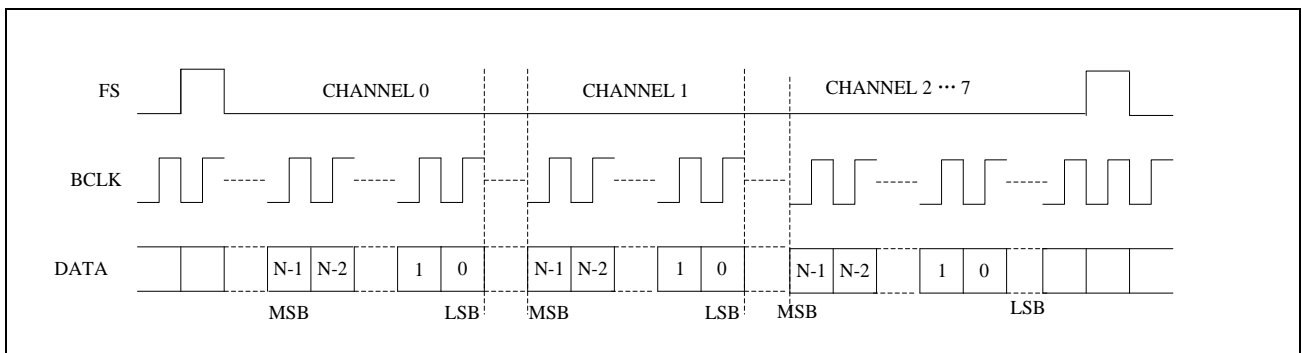 FS CHANNEL 0 CHANNEL 1 CHANNEL 2 ⋯ 7
BCLK
DATA N-1 N-2 1 0 N-1 N-2 1 0 N-1 N-2 1 0
MSB LSB MSB LSB MSB LSB